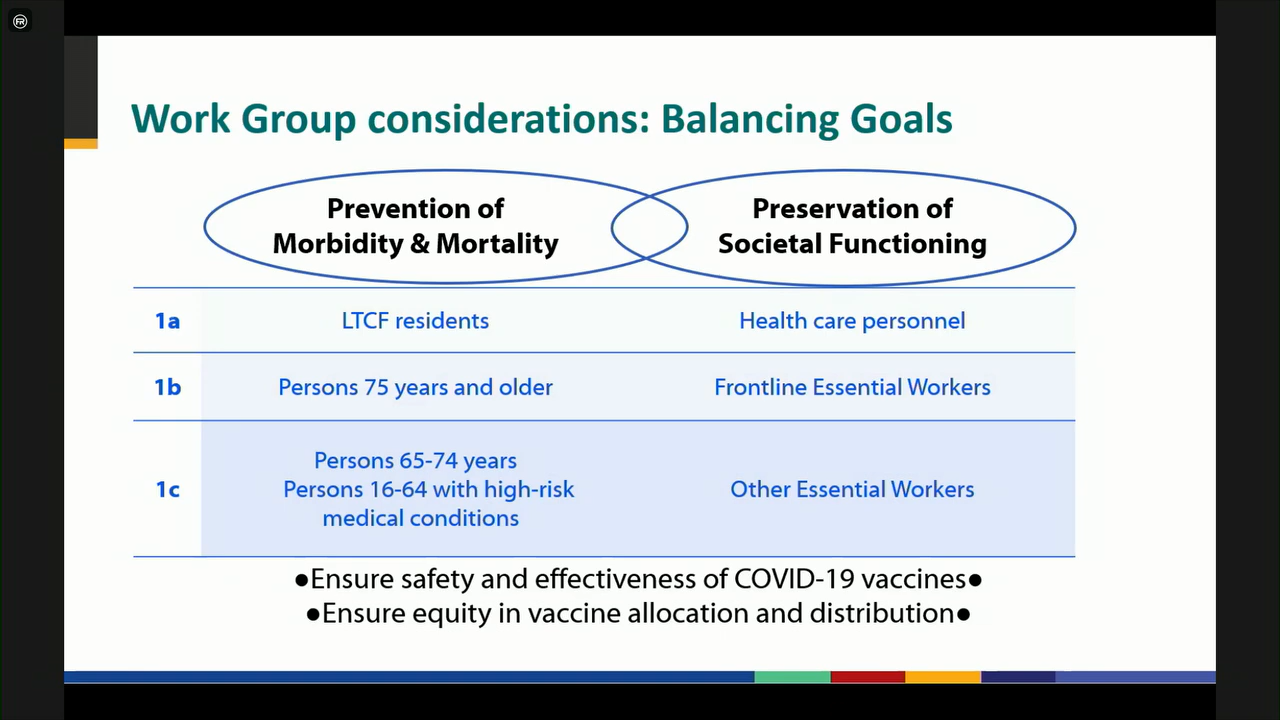 FR
Work Group considerations: Balancing Goals
Prevention of
Morbidity & Mortality
Preservation of
Societal Functioning
1a
LTCF residents
Health care personnel
1b
Persons 75 years and older
Frontline Essential Workers
1c
Persons 65-74 years
Persons 16-64 with high-risk
medical conditions
Other Essential Workers
●Ensure safety and effectiveness of COVID-19 vaccines●
●Ensure equity in vaccine allocation and distribution●